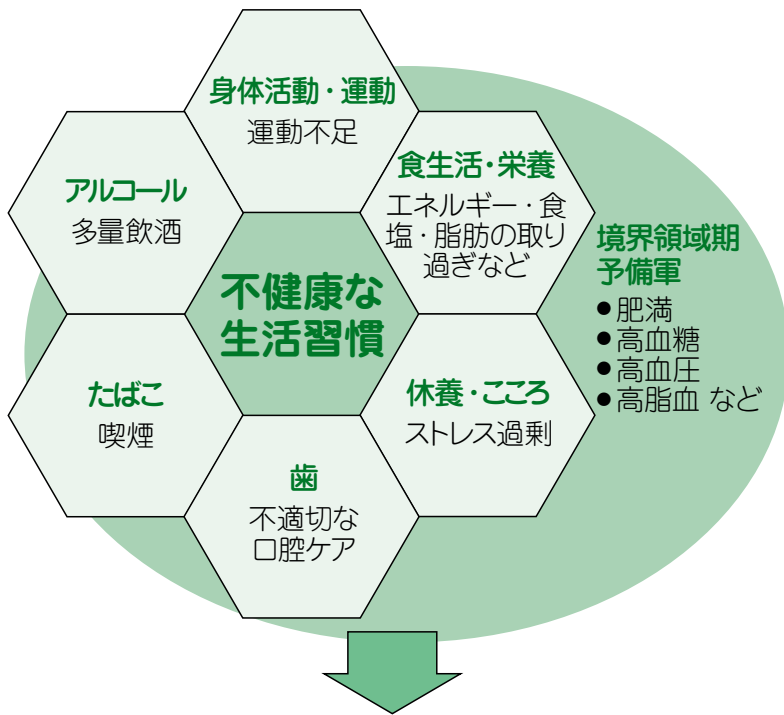 身体活動・運動
運動不足
食生活・栄養
エネルギー・食
塩・脂肪の取り
過ぎなど
アルコール
多量飲酒
不健康な
生活習慣
境界領域期
予備軍
●肥満
●高血糖
●高血圧
●高脂血 など
たばこ
喫煙
休養・こころ
ストレス過剰
歯
不適切な
口腔ケア